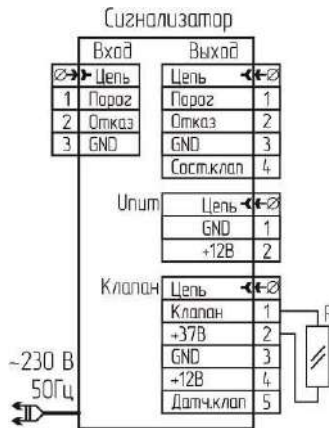 Сигнализатор
Вход Выход
Цепь Цепь
1 Порог Порог 1
2 Отказ Отказ 2
3 GND GND 3
Сост.клап 4
Uпит Цепь
GND 1
+12В 2
Клапан Цепь
Клапан 1
+37В 2
GND 3
~230 В
+12В 4
50Гц
Датч.клап 5